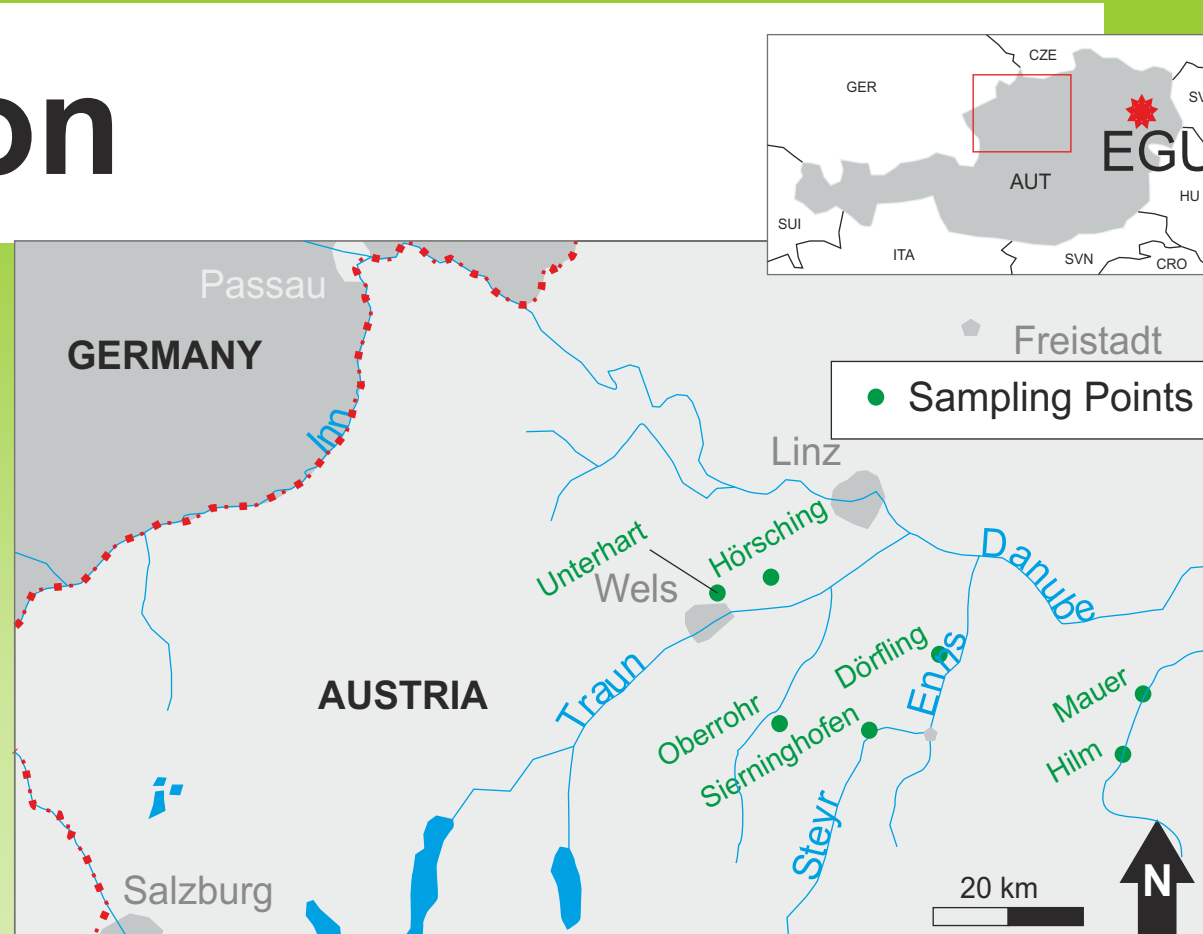 on
CZE
GER
SV
EGU
AUT
HU
SUI
ITA
SVN
CRO
Passau
GERMANY
Freistadt
Inn
Sampling Points
Linz
Hörsching
Unterhart
Wels
Danube
Dörfling
Enns
AUSTRIA
Traun
Mauer
Oberrohr
Sierninghofen
Hilm
Steyr
Salzburg
20 km
N